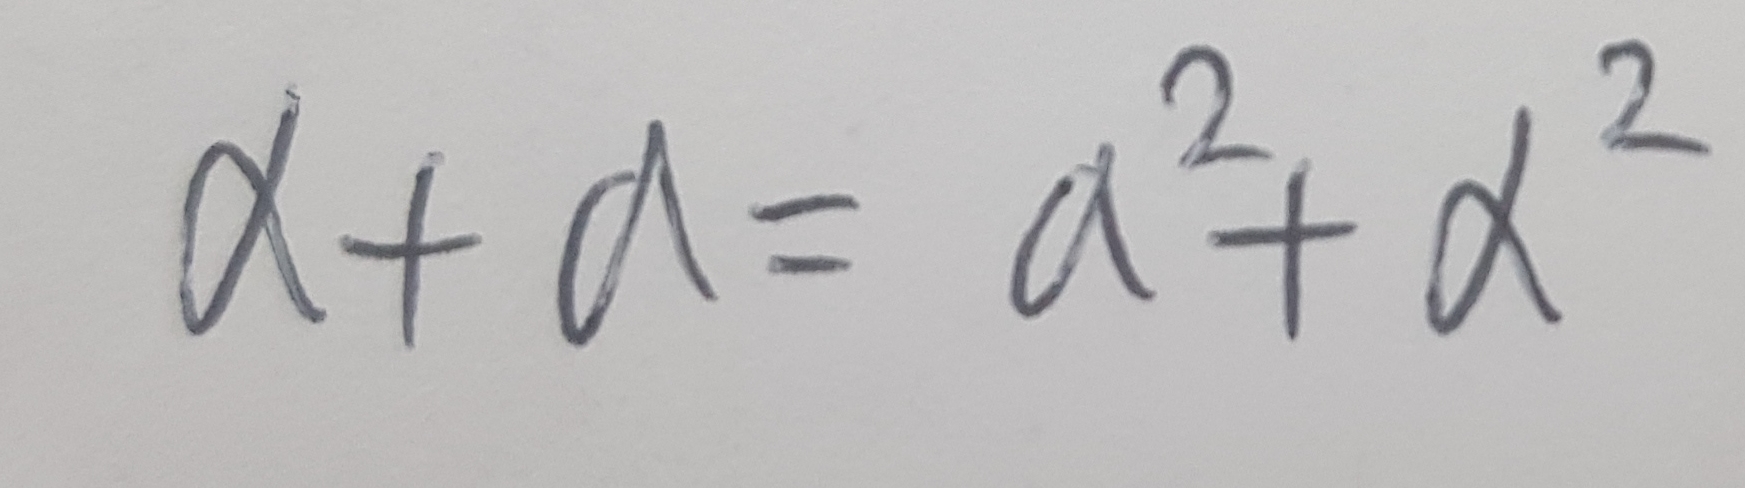 α + a = a² + α²